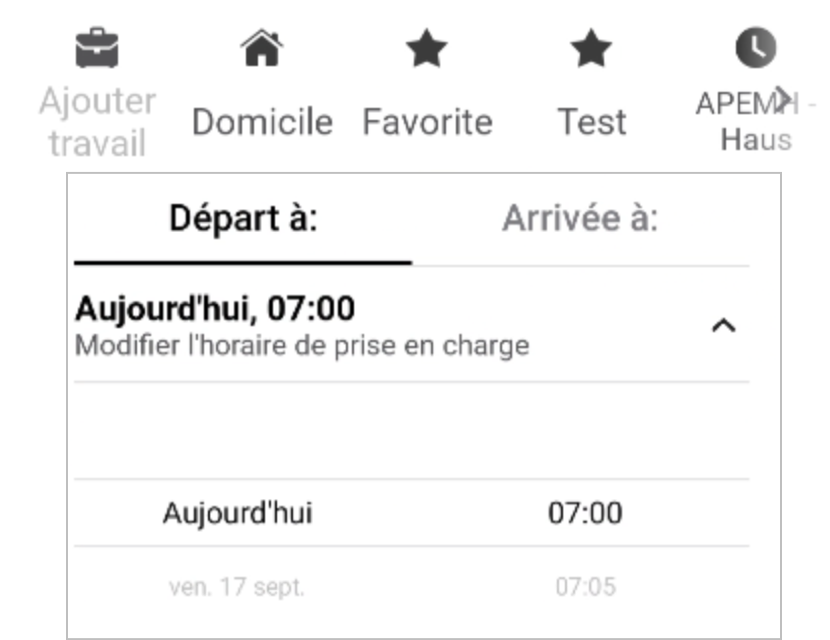 Ajouter
travail
Domicile
Favorite
Test
APEMH -
Haus
Départ à:
Arrivée à:
Aujourd'hui, 07:00
Modifier l'horaire de prise en charge
Aujourd'hui
07:00
ven. 17 sept.
07:05